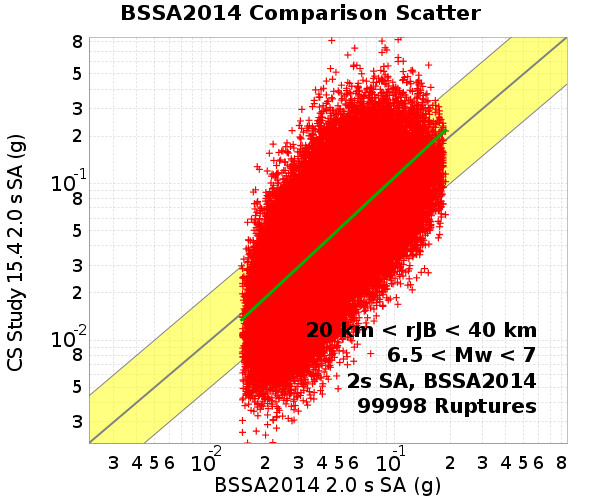 BSSA2014 Comparison Scatter
CS Study 15.4 2.0 s SA (g)
8
5
3
2
10^-1
8
5
3
2
10^-2
8
5
3
20 km < rJB < 40 km
6.5 < Mw < 7
2s SA, BSSA2014
99998 Ruptures
3 4 5 6 10^-2 2 3 4 5 6 10^-1 2 3 4 5 6 8
BSSA2014 2.0 s SA (g)